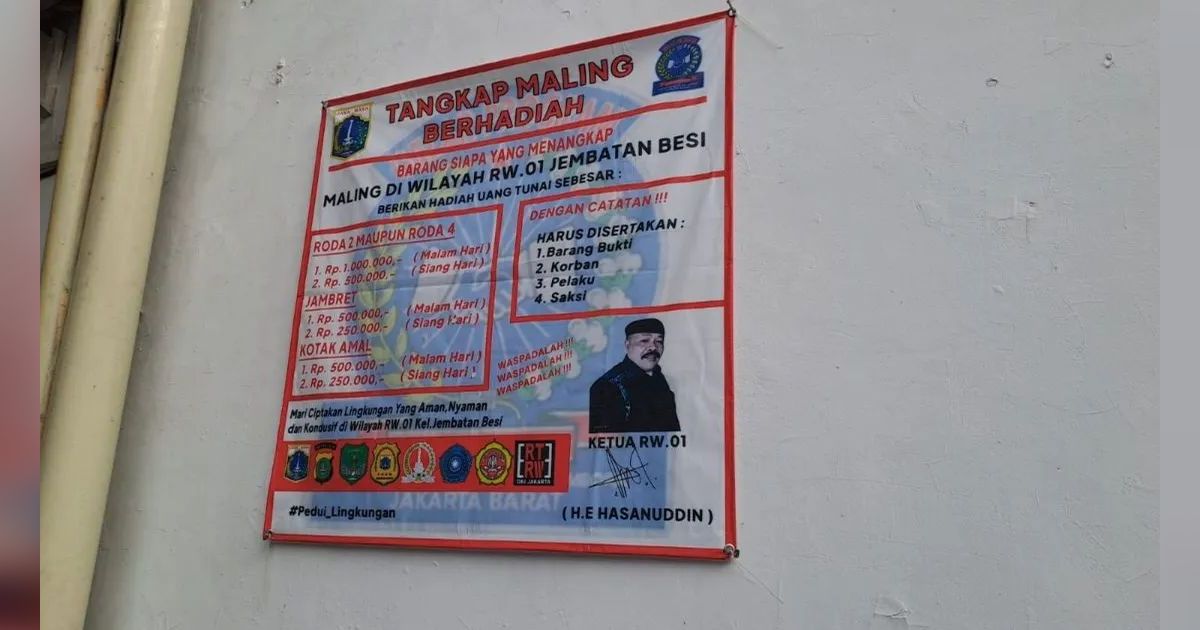 TANGKAP MALING
BERHADIAH
BARANG SIAPA YANG MENANGKAP
MALING DI WILAYAH RW.01 JEMBATAN BESI
BERIKAN HADIAH UANG TUNAI SEBESAR :
RODA 2 MAUPUN RODA 4
1. Rp.1.000.000,- ( Malam Hari )
2. Rp. 500.000,- ( Siang Hari )
JAMBRET
1. Rp. 500.000,- ( Malam Hari )
2. Rp. 250.000,- ( Siang Hari )
KOTAK AMAL
1. Rp. 500.000,- ( Malam Hari )
2. Rp. 250.000,- ( Siang Hari )
DENGAN CATATAN !!!
HARUS DISERTAKAN :
1.Barang Bukti
2. Korban
3. Pelaku
4. Saksi
WASPADALAH !!!
WASPADALAH !!!
WASPADALAH !!!
Mari Ciptakan Lingkungan Yang Aman,Nyaman
dan Kondusif di Wilayah RW.01 Kel.Jembatan Besi
KETUA RW.01
RT
RW
DKI JAKARTA
JAKARTA BARAT
#Pedui_Lingkungan
( H.E HASANUDDIN )